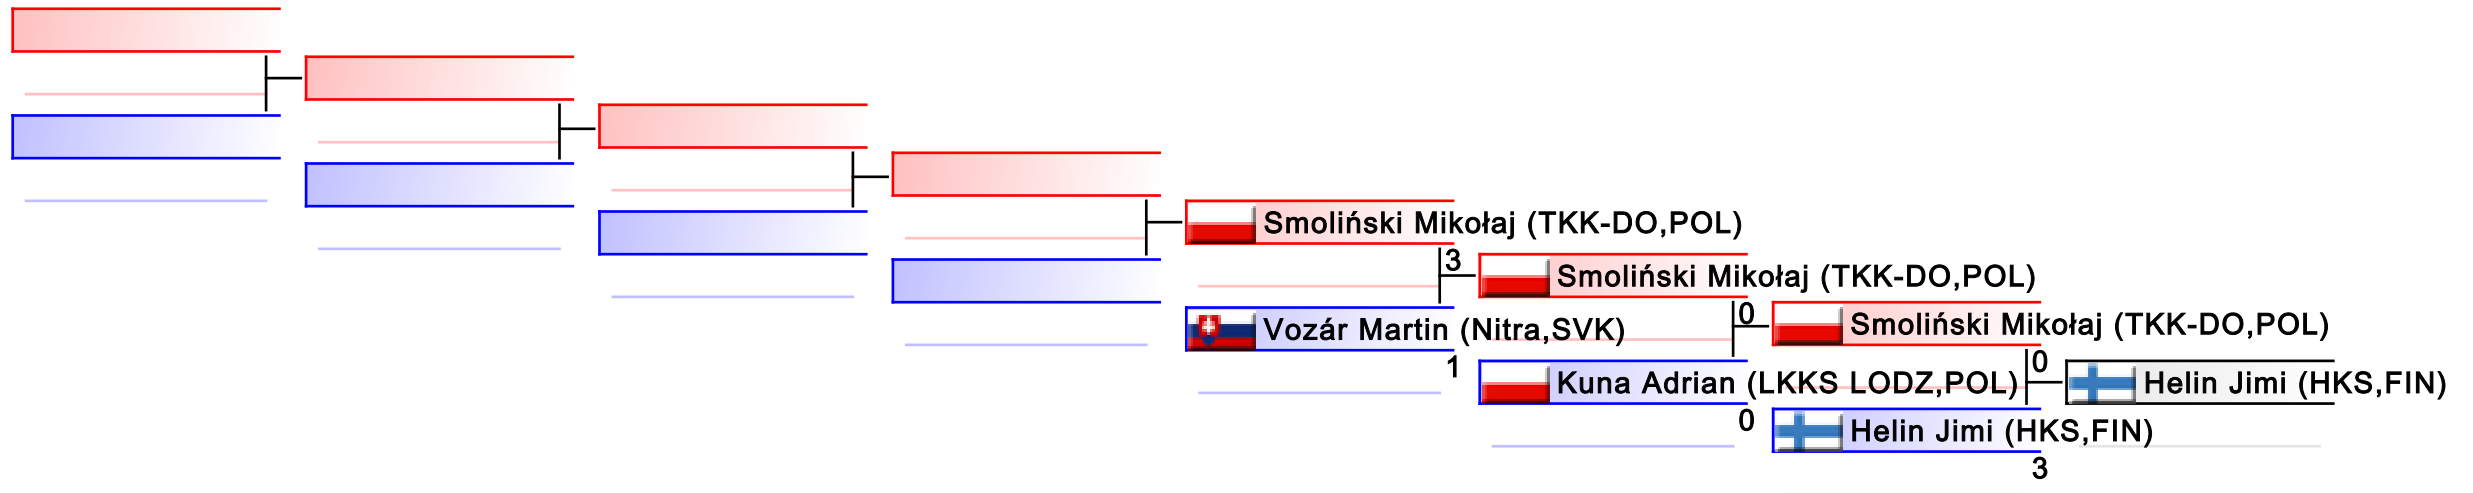 Smoliński Mikołaj (TKK-DO,POL)
3
Smoliński Mikołaj (TKK-DO,POL)
0
Smoliński Mikołaj (TKK-DO,POL)
Vozár Martin (Nitra,SVK)
1
0
Kuna Adrian (LKKS LODZ,POL)
Helin Jimi (HKS,FIN)
0
Helin Jimi (HKS,FIN)
3